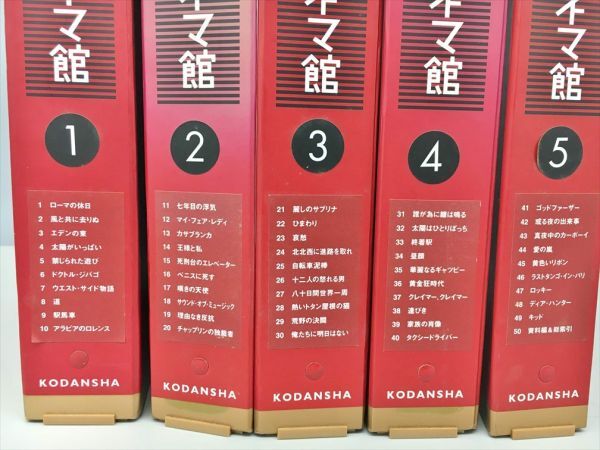 マ館
1
1 ローマの休日
2 風と共に去りぬ
3 エデンの東
4 太陽がいっぱい
5 禁じられた遊び
6 ドクトル・ジバゴ
7 ウエスト・サイド物語
8 道
9 駅馬車
10 アラビアのロレンス
KODANSHA
ネマ館
2
11 七年目の浮気
12 マイ・フェア・レディ
13 カサブランカ
14 王様と私
15 死刑台のエレベーター
16 ベニスに死す
17 嘆きの天使
18 サウンド・オブ・ミュージック
19 理由なき反抗
20 チャップリンの独裁者
KODANSHA
ネマ館
3
21 麗しのサブリナ
22 ひまわり
23 哀愁
24 北北西に進路を取れ
25 自転車泥棒
26 十二人の怒れる男
27 八十日間世界一周
28 熱いトタン屋根の猫
29 荒野の決闘
30 俺たちに明日はない
KODANSHA
ネマ館
4
31 誰が為に鐘は鳴る
32 太陽はひとりぼっち
33 終着駅
34 昼顔
35 華麗なるギャツビー
36 黄金狂時代
37 クレイマー、クレイマー
38 逢びき
39 家族の肖像
40 タクシードライバー
KODANSHA
ネマ館
5
41 ゴッドファーザー
42 或る夜の出来事
43 真夜中のカーボーイ
44 愛の嵐
45 黄色いリボン
46 ラストタンゴ・イン・パリ
47 ロッキー
48 ディア・ハンター
49 キッド
50 資料編&総索引
KODANSHA